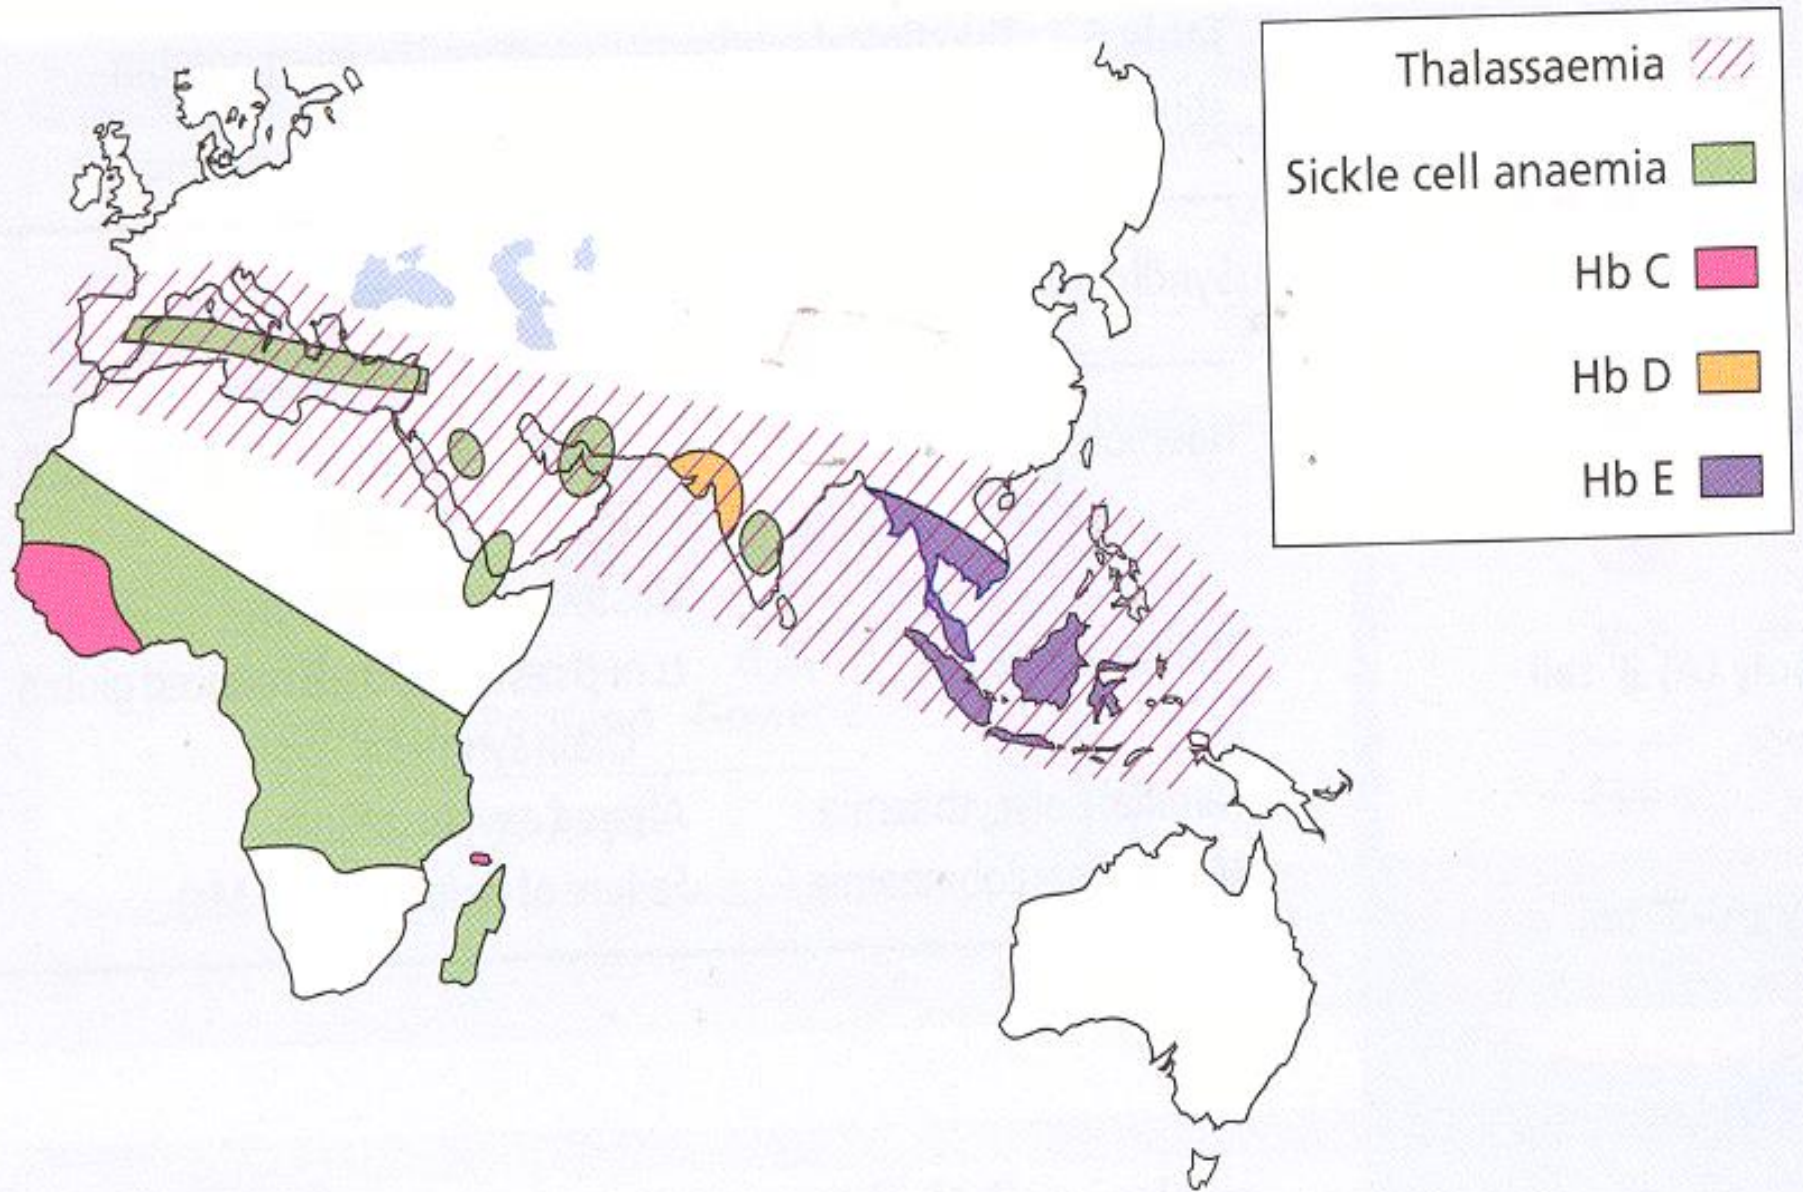 Thalassaemia
Sickle cell anaemia
Hb C
Hb D
Hb E